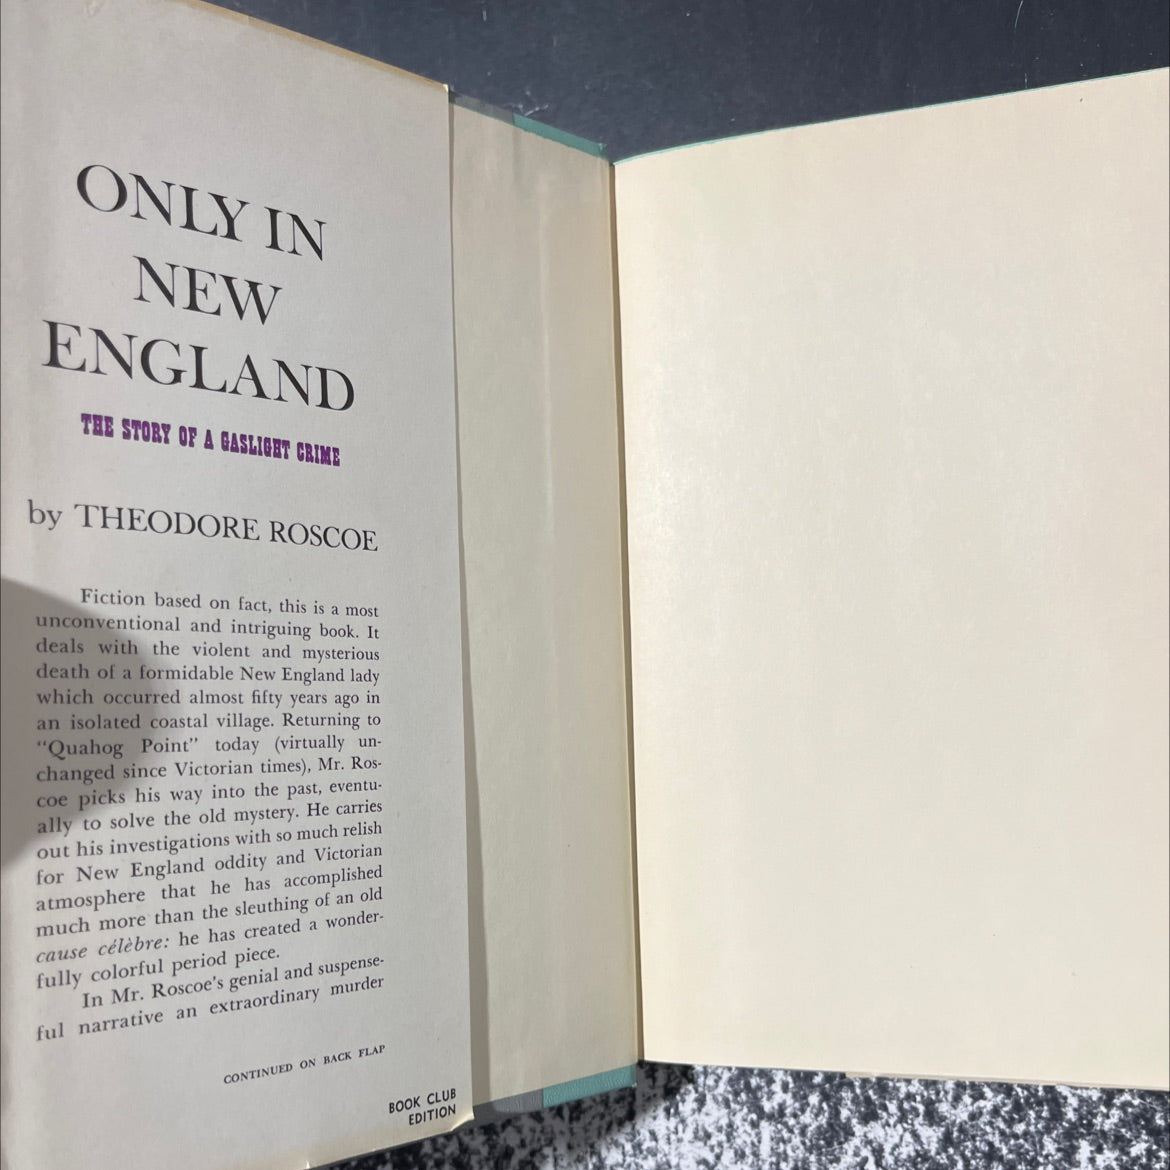 ONLY IN
NEW
ENGLAND
THE STORY OF A GASLIGHT CRIME
by THEODORE ROSCOE
Fiction based on fact, this is a most
unconventional and intriguing book. It
deals with the violent and mysterious
death of a formidable New England lady
which occurred almost fifty years ago in
an isolated coastal village. Returning to
“Quahog Point” today (virtually un-
changed since Victorian times), Mr. Ros-
coe picks his way into the past, eventu-
ally to solve the old mystery. He carries
out his investigations with so much relish
for New England oddity and Victorian
atmosphere that he has accomplished
much more than the sleuthing of an old
cause célèbre: he has created a wonder-
fully colorful period piece.
In Mr. Roscoe's genial and suspense-
ful narrative an extraordinary murder
CONTINUED ON BACK FLAP
BOOK CLUB
EDITION